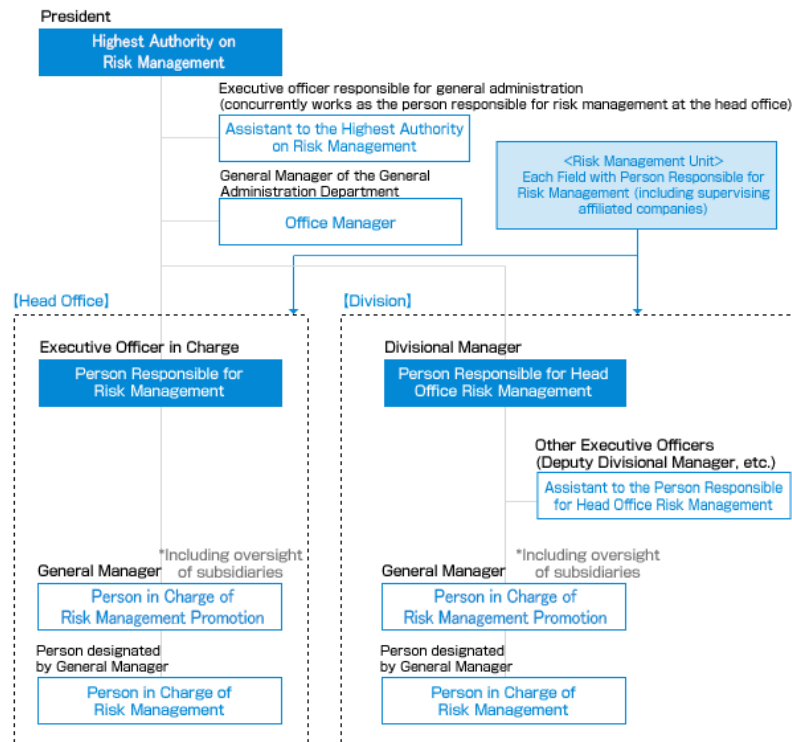 President
Highest Authority on
Risk Management
Executive officer responsible for general administration
(concurrently works as the person responsible for risk management at the head office)
Assistant to the Highest Authority
on Risk Management
<Risk Management Unit>
Each Field with Person Responsible for
Risk Management (including supervising
affiliated companies)
General Manager of the General
Administration Department
Office Manager
【Head Office】
Executive Officer in Charge
Person Responsible for
Risk Management
*Including oversight
of subsidiaries
General Manager
Person in Charge of
Risk Management Promotion
Person designated
by General Manager
Person in Charge of
Risk Management
【Division】
Divisional Manager
Person Responsible for Head
Office Risk Management
Other Executive Officers
(Deputy Divisional Manager, etc.)
Assistant to the Person Responsible
for Head Office Risk Management
*Including oversight
of subsidiaries
General Manager
Person in Charge of
Risk Management Promotion
Person designated
by General Manager
Person in Charge of
Risk Management